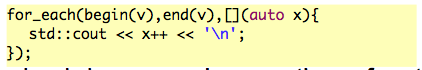 for_each(begin(v),end(v),[](auto x){
std::cout << x++ << '\n';
});